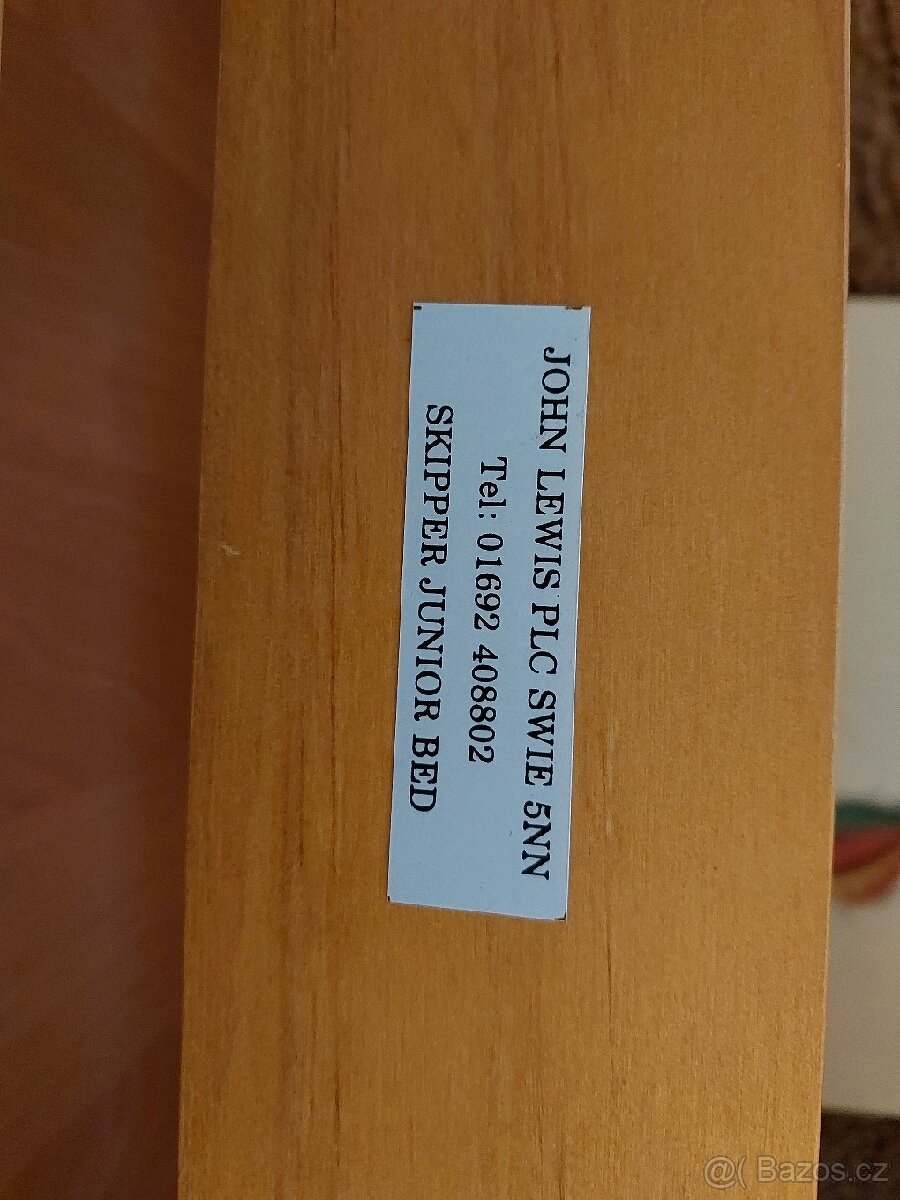 JOHN LEWIS PLC SWIE 5NN
Tel: 01692 408802
SKIPPER JUNIOR BED
@( Bazos.cz